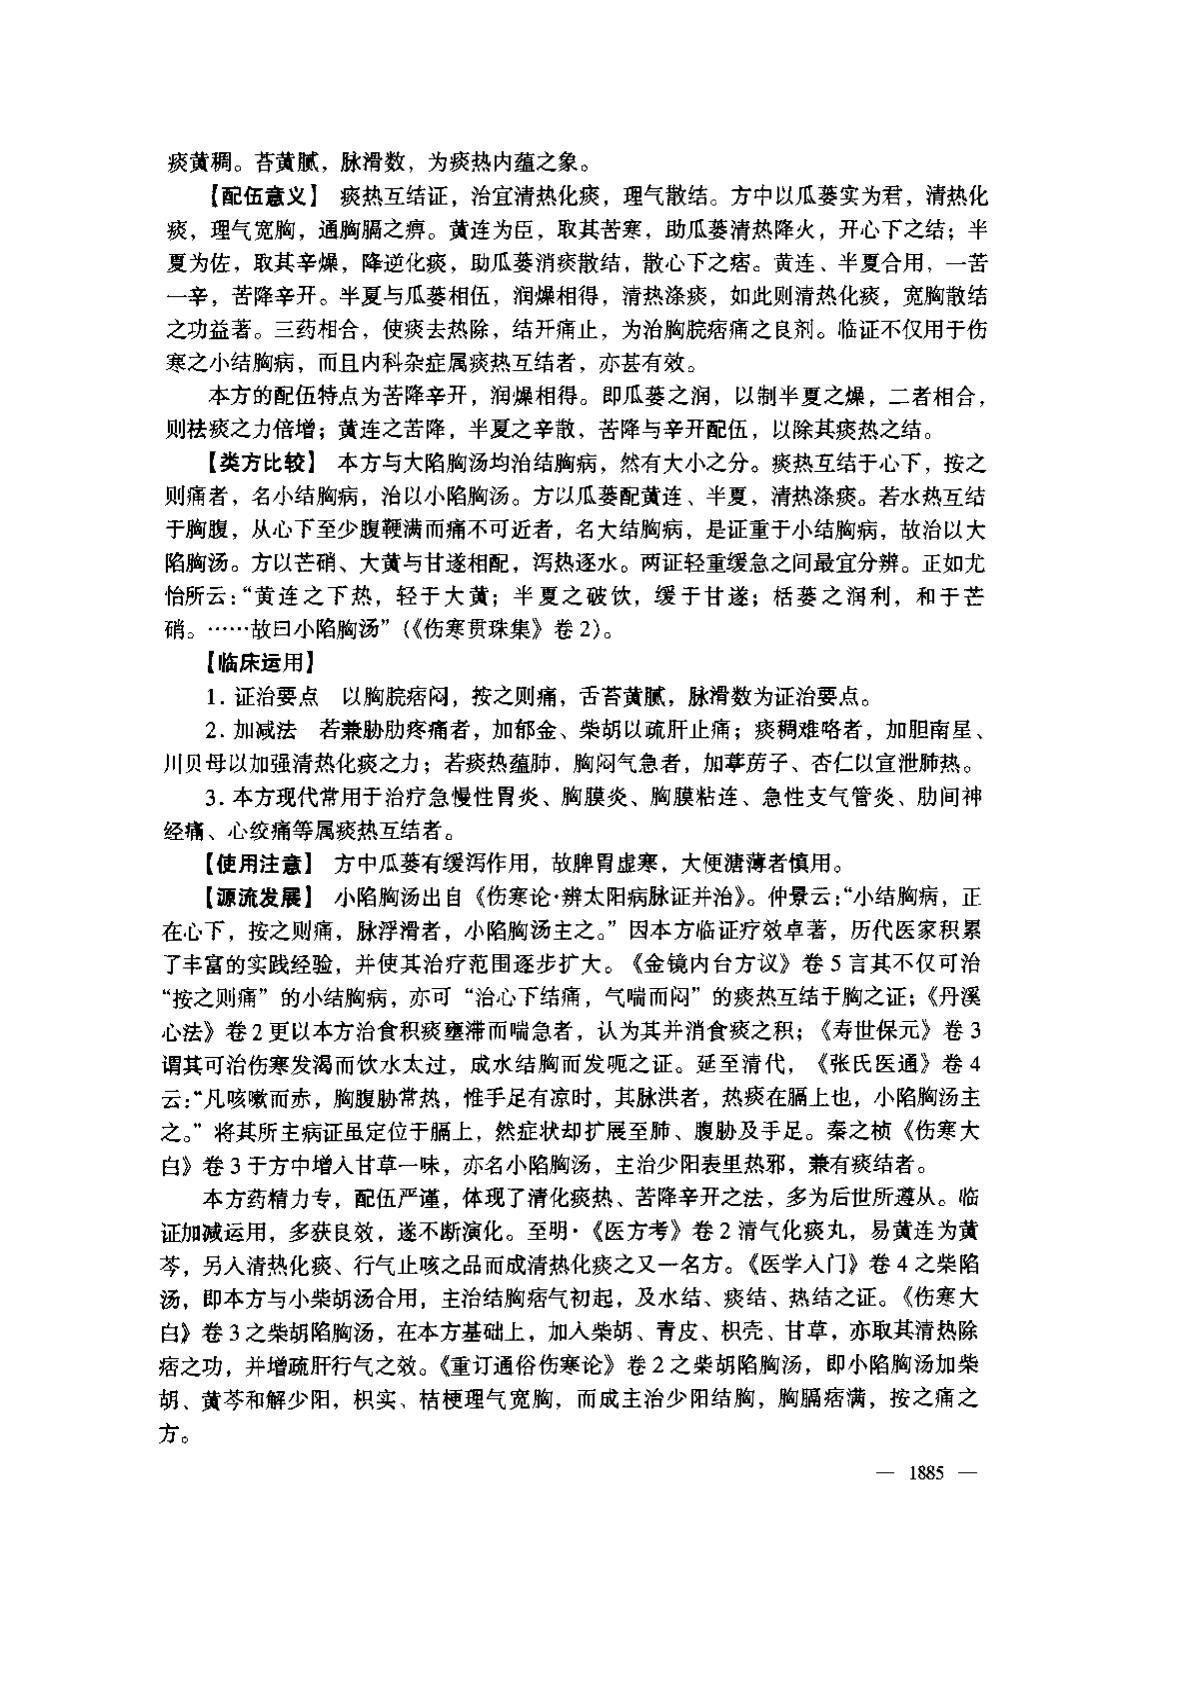 痰黄稠。苔黄腻，脉滑数，为痰热内蕴之象。
【配伍意义】 痰热互结证，治宜清热化痰，理气散结。方中以瓜蒌实为君，清热化
痰，理气宽胸，通胸膈之痹。黄连为臣，取其苦寒，助瓜蒌清热降火，开心下之结；半
夏为佐，取其辛燥，降逆化痰，助瓜蒌消痰散结，散心下之痞。黄连、半夏合用，一苦
一辛，苦降辛开。半夏与瓜蒌相伍，润燥相得，清热涤痰，如此则清热化痰，宽胸散结
之功益著。三药相合，使痰去热除，结开痛止，为治胸脘痞痛之良剂。临证不仅用于伤
寒之小结胸病，而且内科杂症属痰热互结者，亦甚有效。
本方的配伍特点为苦降辛开，润燥相得。即瓜蒌之润，以制半夏之燥，二者相合，
则祛痰之力倍增；黄连之苦降，半夏之辛散，苦降与辛开配伍，以除其痰热之结。
【类方比较】 本方与大陷胸汤均治结胸病，然有大小之分。痰热互结于心下，按之
则痛者，名小结胸病，治以小陷胸汤。方以瓜蒌配黄连、半夏，清热涤痰。若水热互结
于胸腹，从心下至少腹鞕满而痛不可近者，名大结胸病，是证重于小结胸病，故治以大
陷胸汤。方以芒硝、大黄与甘遂相配，泻热逐水。两证轻重缓急之间最宜分辨。正如尤
怡所云：“黄连之下热，轻于大黄；半夏之破饮，缓于甘遂；栝蒌之润利，和于芒
硝。……故曰小陷胸汤”（《伤寒贯珠集》卷2）。
【临床运用】
1. 证治要点 以胸脘痞闷，按之则痛，舌苔黄腻，脉滑数为证治要点。
2. 加减法 若兼胁肋疼痛者，加郁金、柴胡以疏肝止痛；痰稠难咯者，加胆南星、
川贝母以加强清热化痰之力；若痰热蕴肺，胸闷气急者，加葶苈子、杏仁以宣泄肺热。
3. 本方现代常用于治疗急慢性胃炎、胸膜炎、胸膜粘连、急性支气管炎、肋间神
经痛、心绞痛等属痰热互结者。
【使用注意】 方中瓜蒌有缓泻作用，故脾胃虚寒，大便溏薄者慎用。
【源流发展】 小陷胸汤出自《伤寒论·辨太阳病脉证并治》。仲景云：“小结胸病，正
在心下，按之则痛，脉浮滑者，小陷胸汤主之。”因本方临证疗效卓著，历代医家积累
了丰富的实践经验，并使其治疗范围逐步扩大。《金镜内台方议》卷5言其不仅可治
“按之则痛”的小结胸病，亦可“治心下结痛，气喘而闷”的痰热互结于胸之证；《丹溪
心法》卷2更以本方治食积痰壅滞而喘急者，认为其并消食痰之积；《寿世保元》卷3
谓其可治伤寒发渴而饮水太过，成水结胸而发呃之证。延至清代，《张氏医通》卷4
云：“凡咳嗽而赤，胸腹胁常热，惟手足有凉时，其脉洪者，热痰在膈上也，小陷胸汤主
之。”将其所主病证虽定位于膈上，然症状却扩展至肺、腹胁及手足。秦之桢《伤寒大
白》卷3于方中增入甘草一味，亦名小陷胸汤，主治少阳表里热邪，兼有痰结者。
本方药精力专，配伍严谨，体现了清化痰热、苦降辛开之法，多为后世所遵从。临
证加减运用，多获良效，遂不断演化。至明·《医方考》卷2清气化痰丸，易黄连为黄
芩，另入清热化痰、行气止咳之品而成清热化痰之又一名方。《医学入门》卷4之柴陷
汤，即本方与小柴胡汤合用，主治结胸痞气初起，及水结、痰结、热结之证。《伤寒大
白》卷3之柴胡陷胸汤，在本方基础上，加入柴胡、青皮、枳壳、甘草，亦取其清热除
痞之功，并增疏肝行气之效。《重订通俗伤寒论》卷2之柴胡陷胸汤，即小陷胸汤加柴
胡、黄芩和解少阳，枳实、桔梗理气宽胸，而成主治少阳结胸，胸膈痞满，按之痛之
方。
— 1885 —